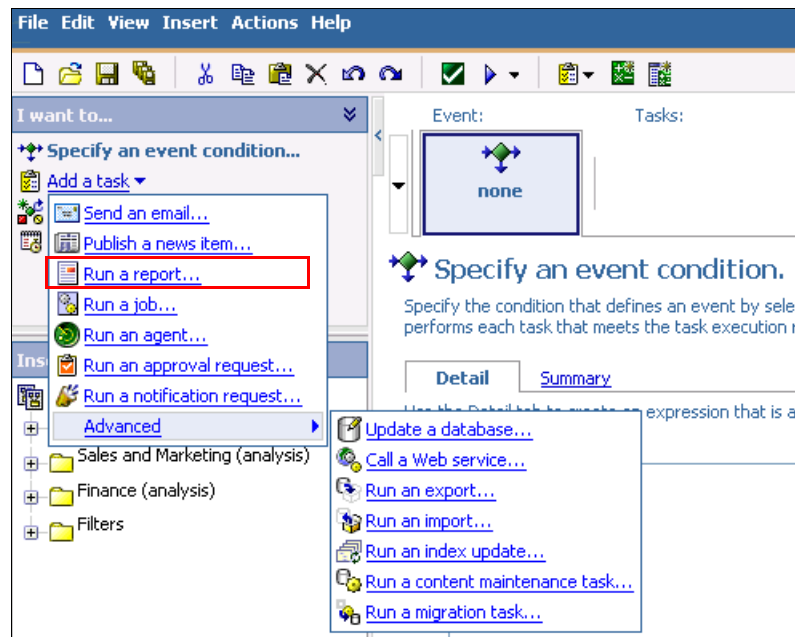 File Edit View Insert Actions Help
I want to...
Specify an event condition...
Add a task
Send an email...
Publish a news item...
Run a report...
Run a job...
Run an agent...
Run an approval request...
Run a notification request...
Advanced
Update a database...
Call a Web service...
Run an export...
Run an import...
Run an index update...
Run a content maintenance task...
Run a migration task...
Sales and Marketing (analysis)
Finance (analysis)
Filters
Event: Tasks:
none
Specify an event condition.
Specify the condition that defines an event by sele
performs each task that meets the task execution
Detail Summary
expression that is a